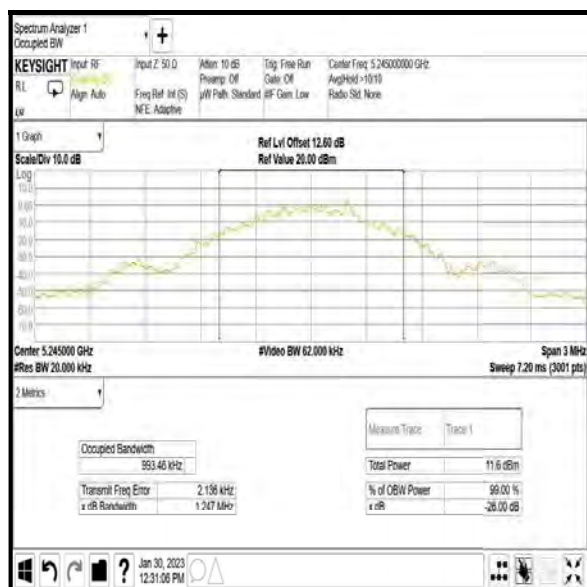 Spectrum Analyzer 1
Occupied BW
+
KEYSIGHT Input: RF
Input Z: 50 Ω
Atten: 10 dB
Trig: Free Run
Center Freq: 5.245000000 GHz
Preamp: Off
Gate: Off
Avg|Hold:>10/10
Align: Auto
Freq Ref: Int (S)
µW Path: Standard
#IF Gain: Low
Radio Std: None
NFE: Adaptive
1 Graph
Ref Lvl Offset 12.60 dB
Scale/Div 10.0 dB
Ref Value 20.00 dBm
Log
10.0
0.00
Center 5.245000 GHz
#Video BW 62.000 kHz
Span 3 MHz
#Res BW 20.000 kHz
Sweep 7.20 ms (3001 pts)
2 Metrics
Measure Trace
Trace 1
Occupied Bandwidth
993.46 kHz
Total Power
11.6 dBm
Transmit Freq Error
2.136 kHz
% of OBW Power
99.00 %
x dB Bandwidth
1.247 MHz
x dB
-26.00 dB
?
Jan 30, 2023
12:31:06 PM